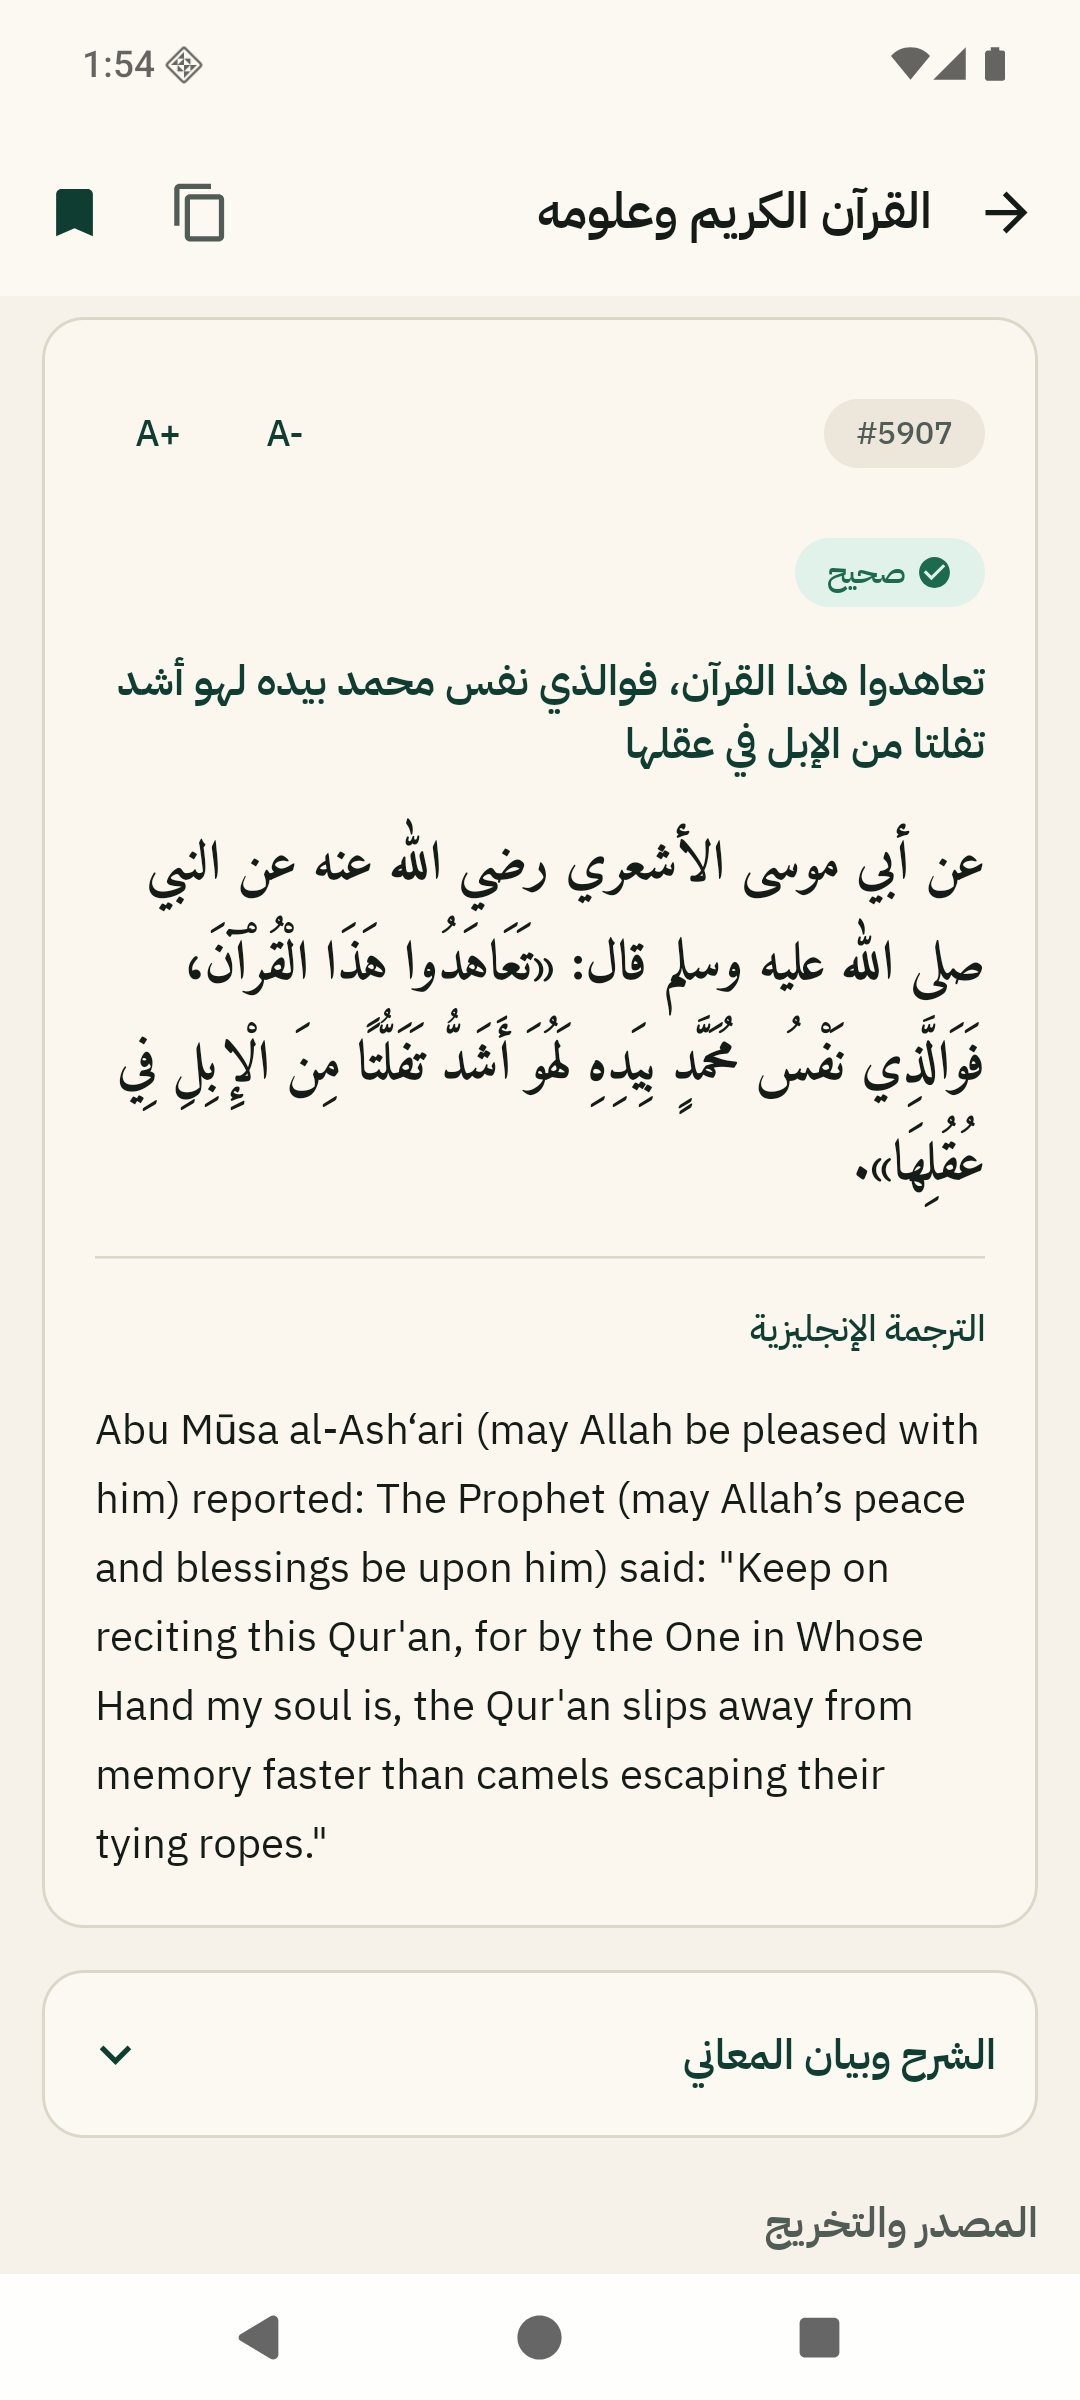 1:54
القرآن الكريم وعلومه
A+ A- #5907
صحيح
تعاهدوا هذا القرآن، فوالذي نفس محمد بيده لهو أشد
تفلتا من الإبل في عقلها
عن أبي موسى الأشعري رضي الله عنه عن النبي
صلى الله عليه وسلم قال: «تَعَاهَدُوا هَذَا الْقُرْآنَ،
فَوَالَّذِي نَفْسُ مُحَمَّدٍ بِيَدِهِ لَهُوَ أَشَدُّ تَفَلُّتًا مِنَ الْإِبِلِ فِي
عُقُلِهَا».
الترجمة الإنجليزية
Abu Mūsa al-Ash‘ari (may Allah be pleased with
him) reported: The Prophet (may Allah’s peace
and blessings be upon him) said: "Keep on
reciting this Qur'an, for by the One in Whose
Hand my soul is, the Qur'an slips away from
memory faster than camels escaping their
tying ropes."
الشرح وبيان المعاني
المصدر والتخريج